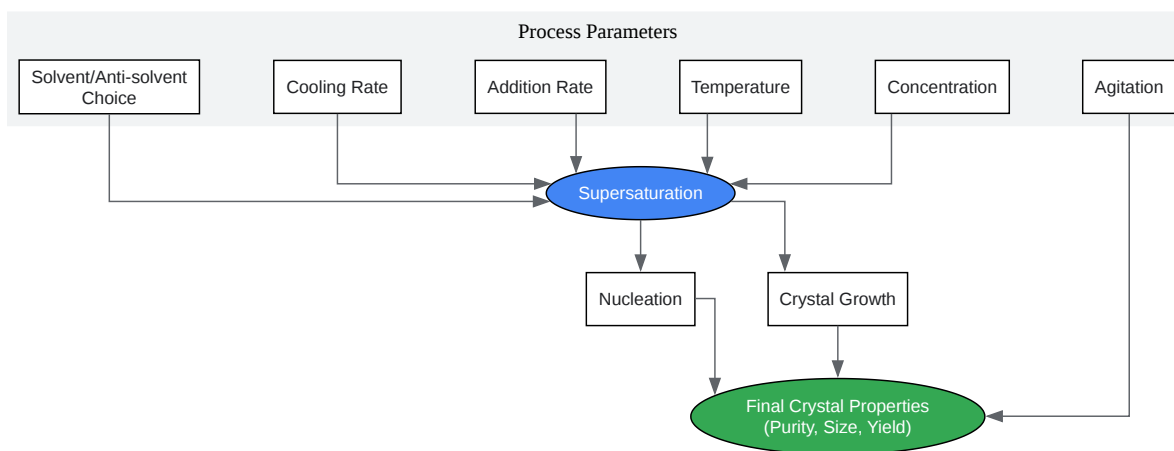 Process Parameters
Solvent/Anti-solvent
Choice
Cooling Rate
Addition Rate
Temperature
Concentration
Agitation
Supersaturation
Nucleation
Crystal Growth
Final Crystal Properties
(Purity, Size, Yield)